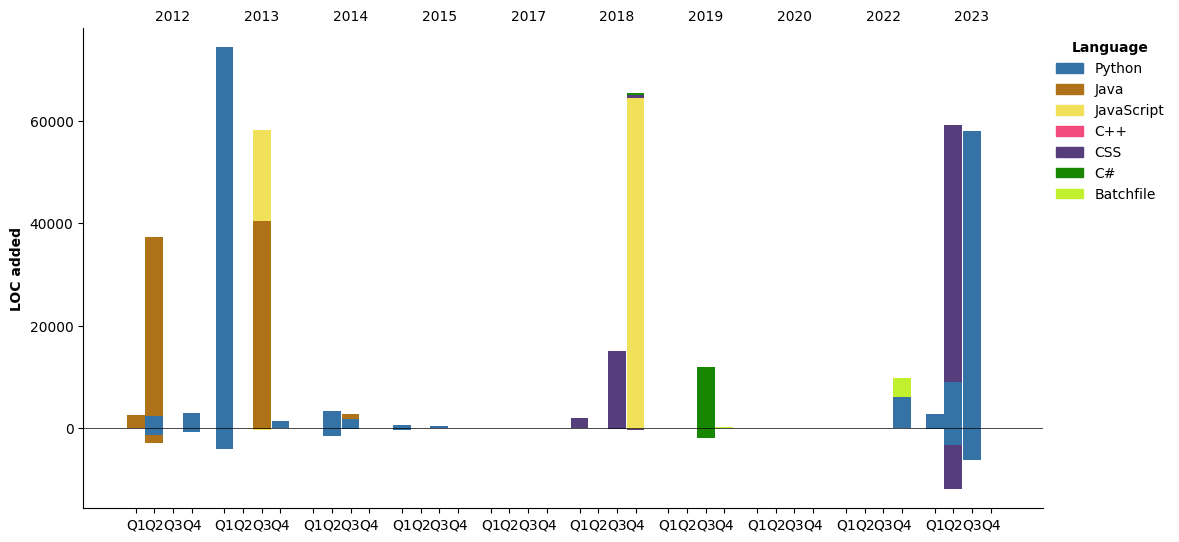 2012 2013 2014 2015 2017 2018 2019 2020 2022 2023
Language
Python
Java
JavaScript
C++
CSS
C#
Batchfile
LOC added
60000
40000
20000
0
Q1Q2Q3Q4 Q1Q2Q3Q4 Q1Q2Q3Q4 Q1Q2Q3Q4 Q1Q2Q3Q4 Q1Q2Q3Q4 Q1Q2Q3Q4 Q1Q2Q3Q4 Q1Q2Q3Q4 Q1Q2Q3Q4